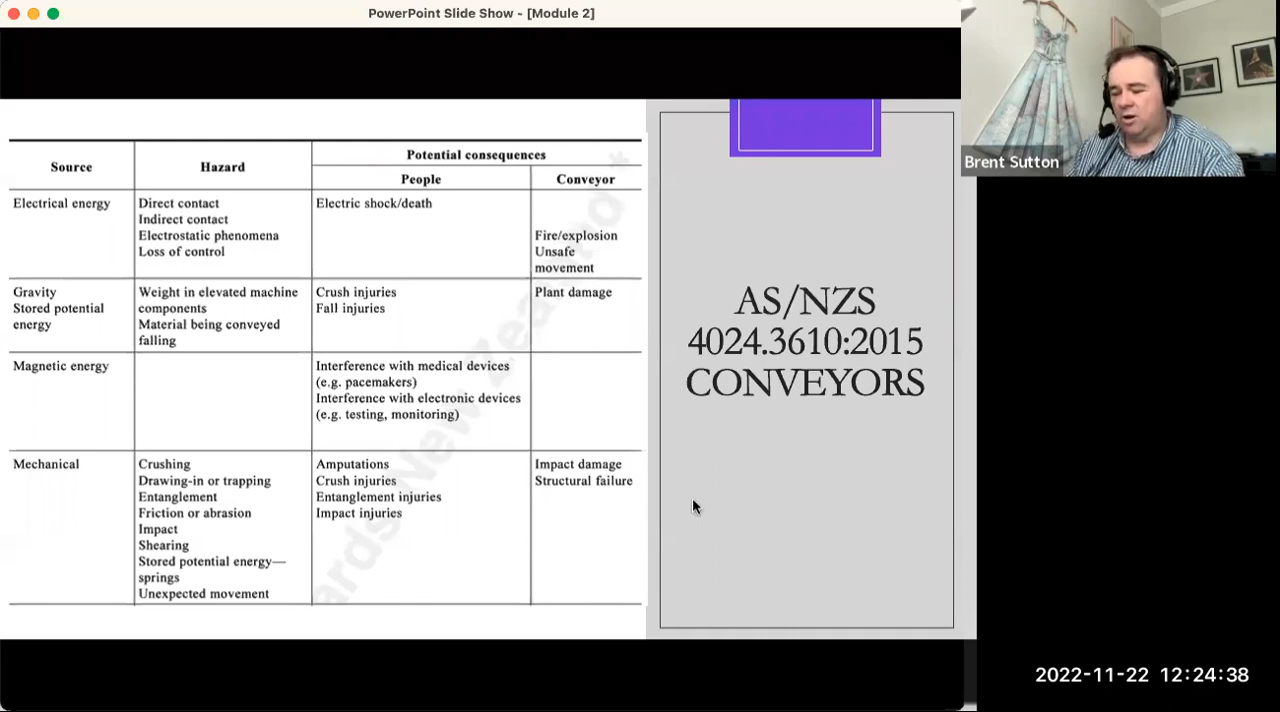 PowerPoint Slide Show - [Module 2]
Source
Hazard
Potential consequences
People
Conveyor
Electrical energy
Direct contact
Indirect contact
Electrostatic phenomena
Loss of control
Electric shock/death
Fire/explosion
Unsafe
movement
Gravity
Stored potential
energy
Weight in elevated machine
components
Material being conveyed
falling
Crush injuries
Fall injuries
Plant damage
Magnetic energy
Interference with medical devices
(e.g. pacemakers)
Interference with electronic devices
(e.g. testing, monitoring)
Mechanical
Crushing
Drawing-in or trapping
Entanglement
Friction or abrasion
Impact
Shearing
Stored potential energy—
springs
Unexpected movement
Amputations
Crush injuries
Entanglement injuries
Impact injuries
Impact damage
Structural failure
AS/NZS
4024.3610:2015
CONVEYORS
Brent Sutton
2022-11-22 12:24:38